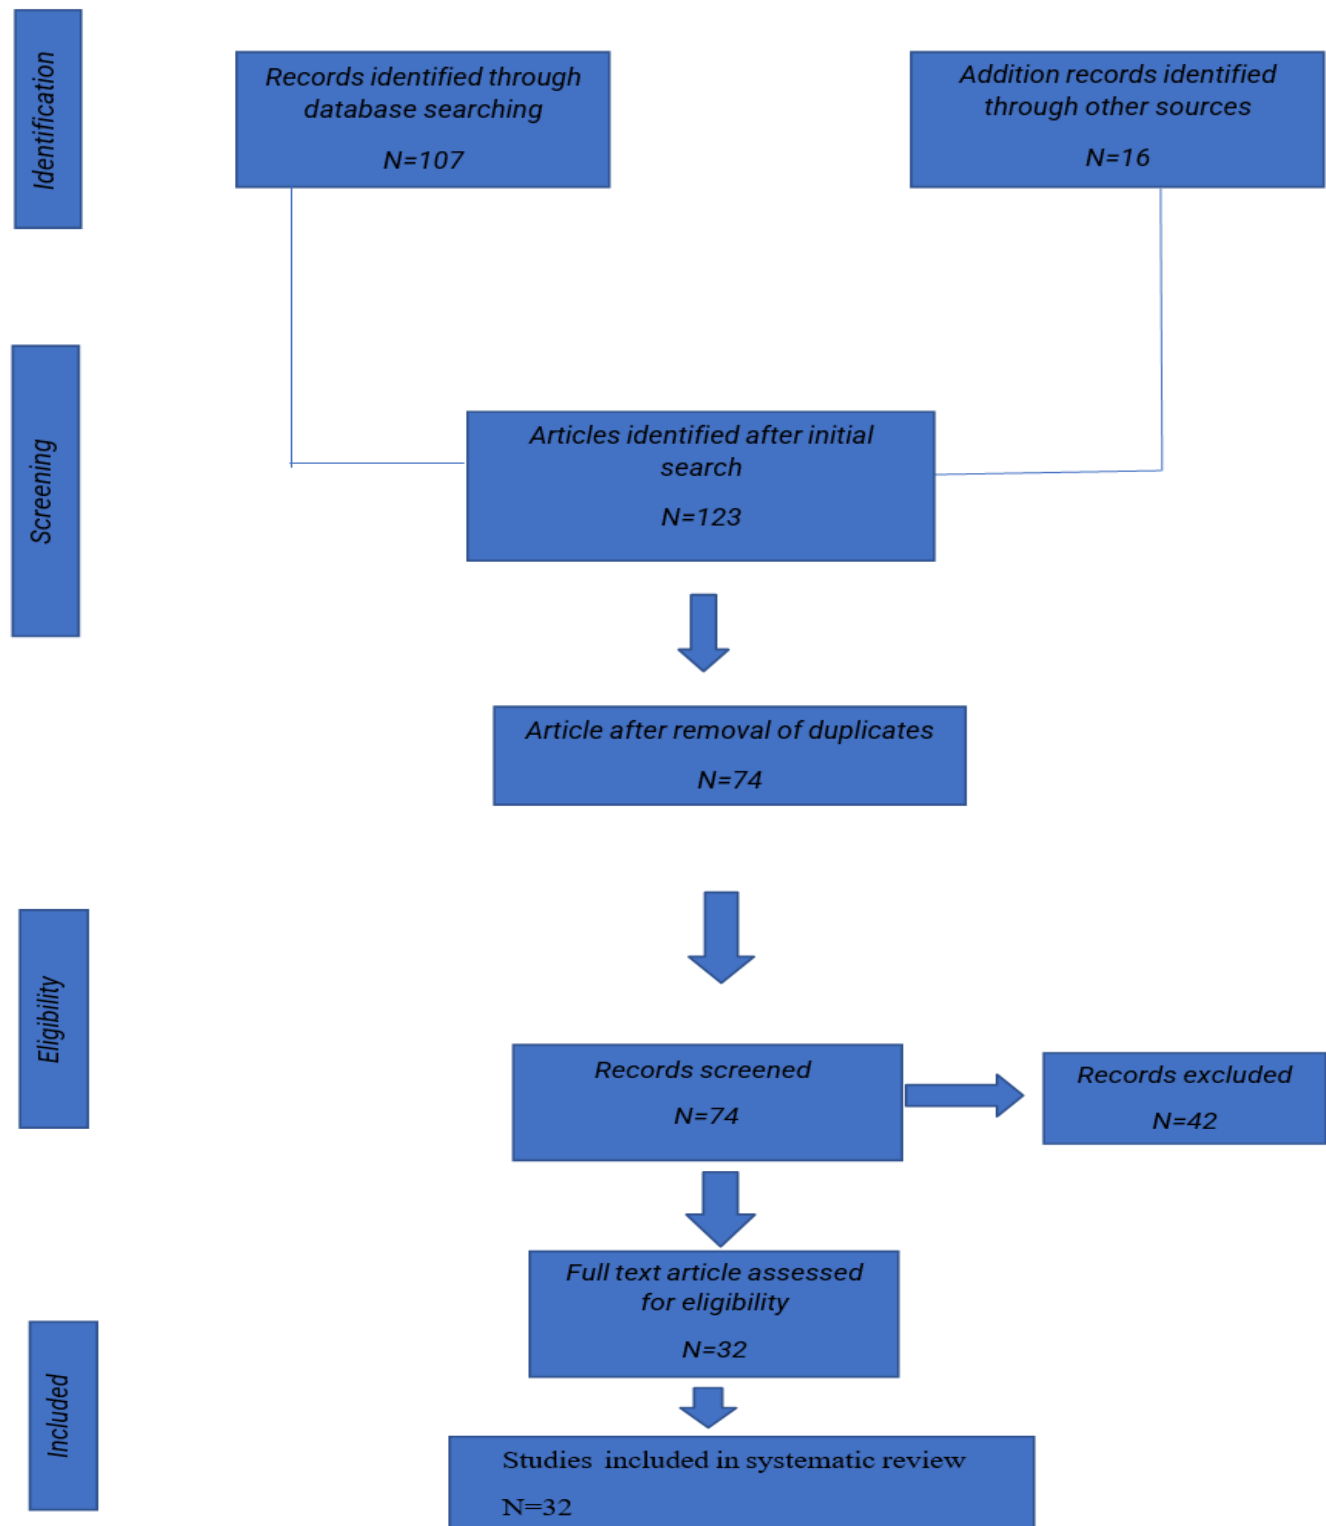 Identification
Records identified through
database searching
N=107
Addition records identified
through other sources
N=16
Screening
Articles identified after initial
search
N=123
Article after removal of duplicates
N=74
Eligibility
Records screened
N=74
Records excluded
N=42
Full text article assessed
for eligibility
N=32
Included
Studies included in systematic review
N=32